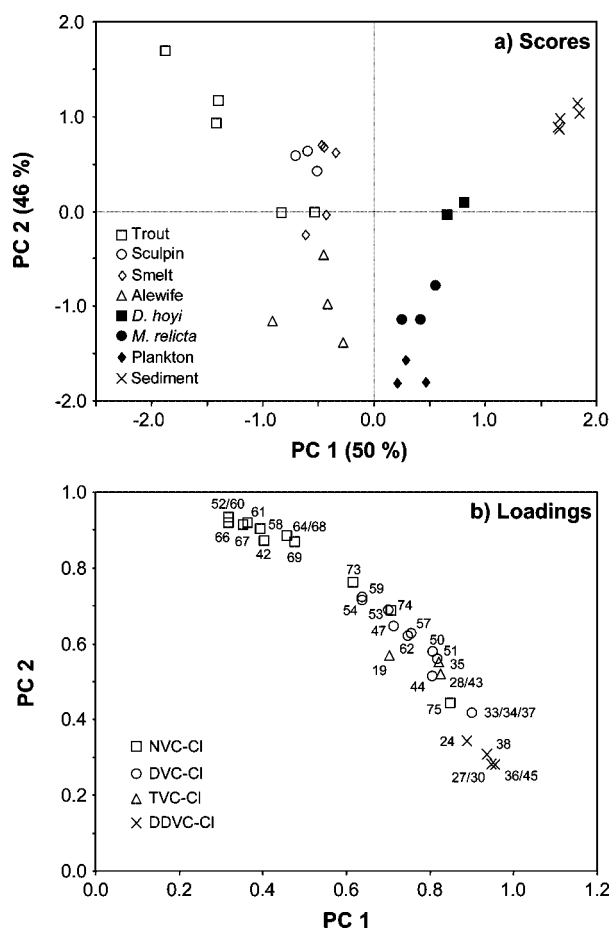 2.0
a) Scores
1.0
0.0
-1.0
-2.0
PC 2 (46 %)
Trout
Sculpin
Smelt
Alewife
D. hoyi
M. relicta
Plankton
Sediment
-2.0 -1.0 0.0 1.0 2.0
PC 1 (50 %)
1.0
b) Loadings
0.8
0.6
0.4
0.2
0.0
PC 2
52/60
61
58 64/68
66 67 42 69
73
59
54 53 74
47 57
62 50
19 51
35
44 28/43
75 33/34/37
24 38
27/30 36/45
NVC-Cl
DVC-Cl
TVC-Cl
DDVC-Cl
0.0 0.2 0.4 0.6 0.8 1.0 1.2
PC 1